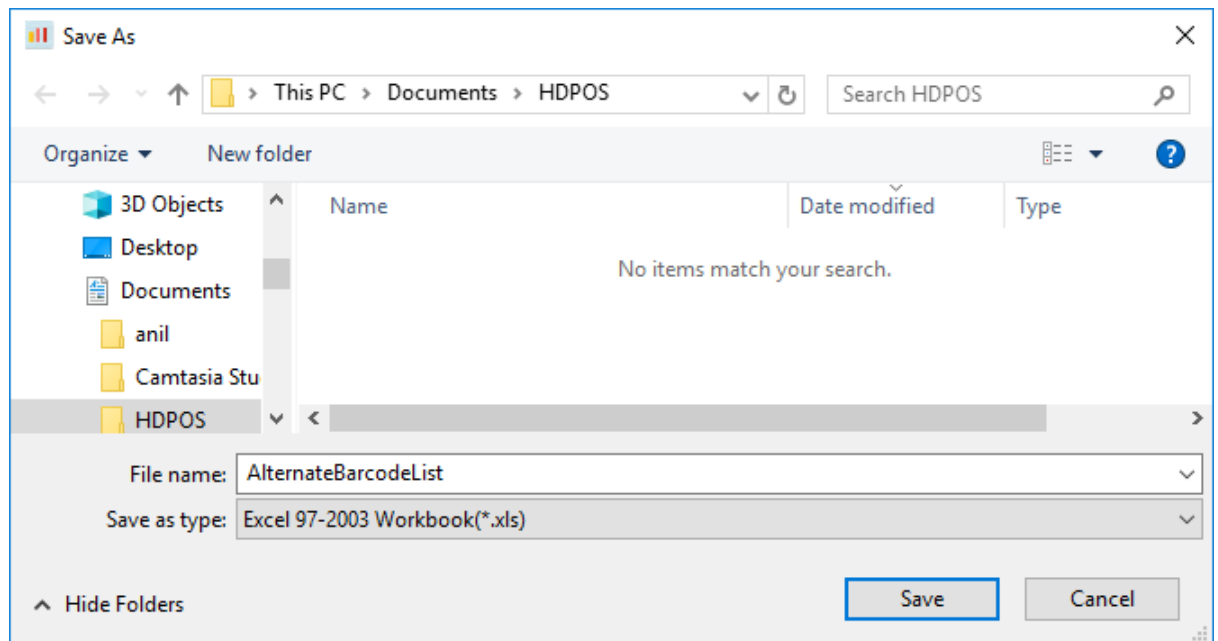 Save As
This PC > Documents > HDPOS
Search HDPOS
Organize
New folder
?
3D Objects
Desktop
Documents
anil
Camtasia Stu
HDPOS
Name
Date modified
Type
No items match your search.
File name: AlternateBarcodeList
Save as type: Excel 97-2003 Workbook(*.xls)
Hide Folders
Save
Cancel